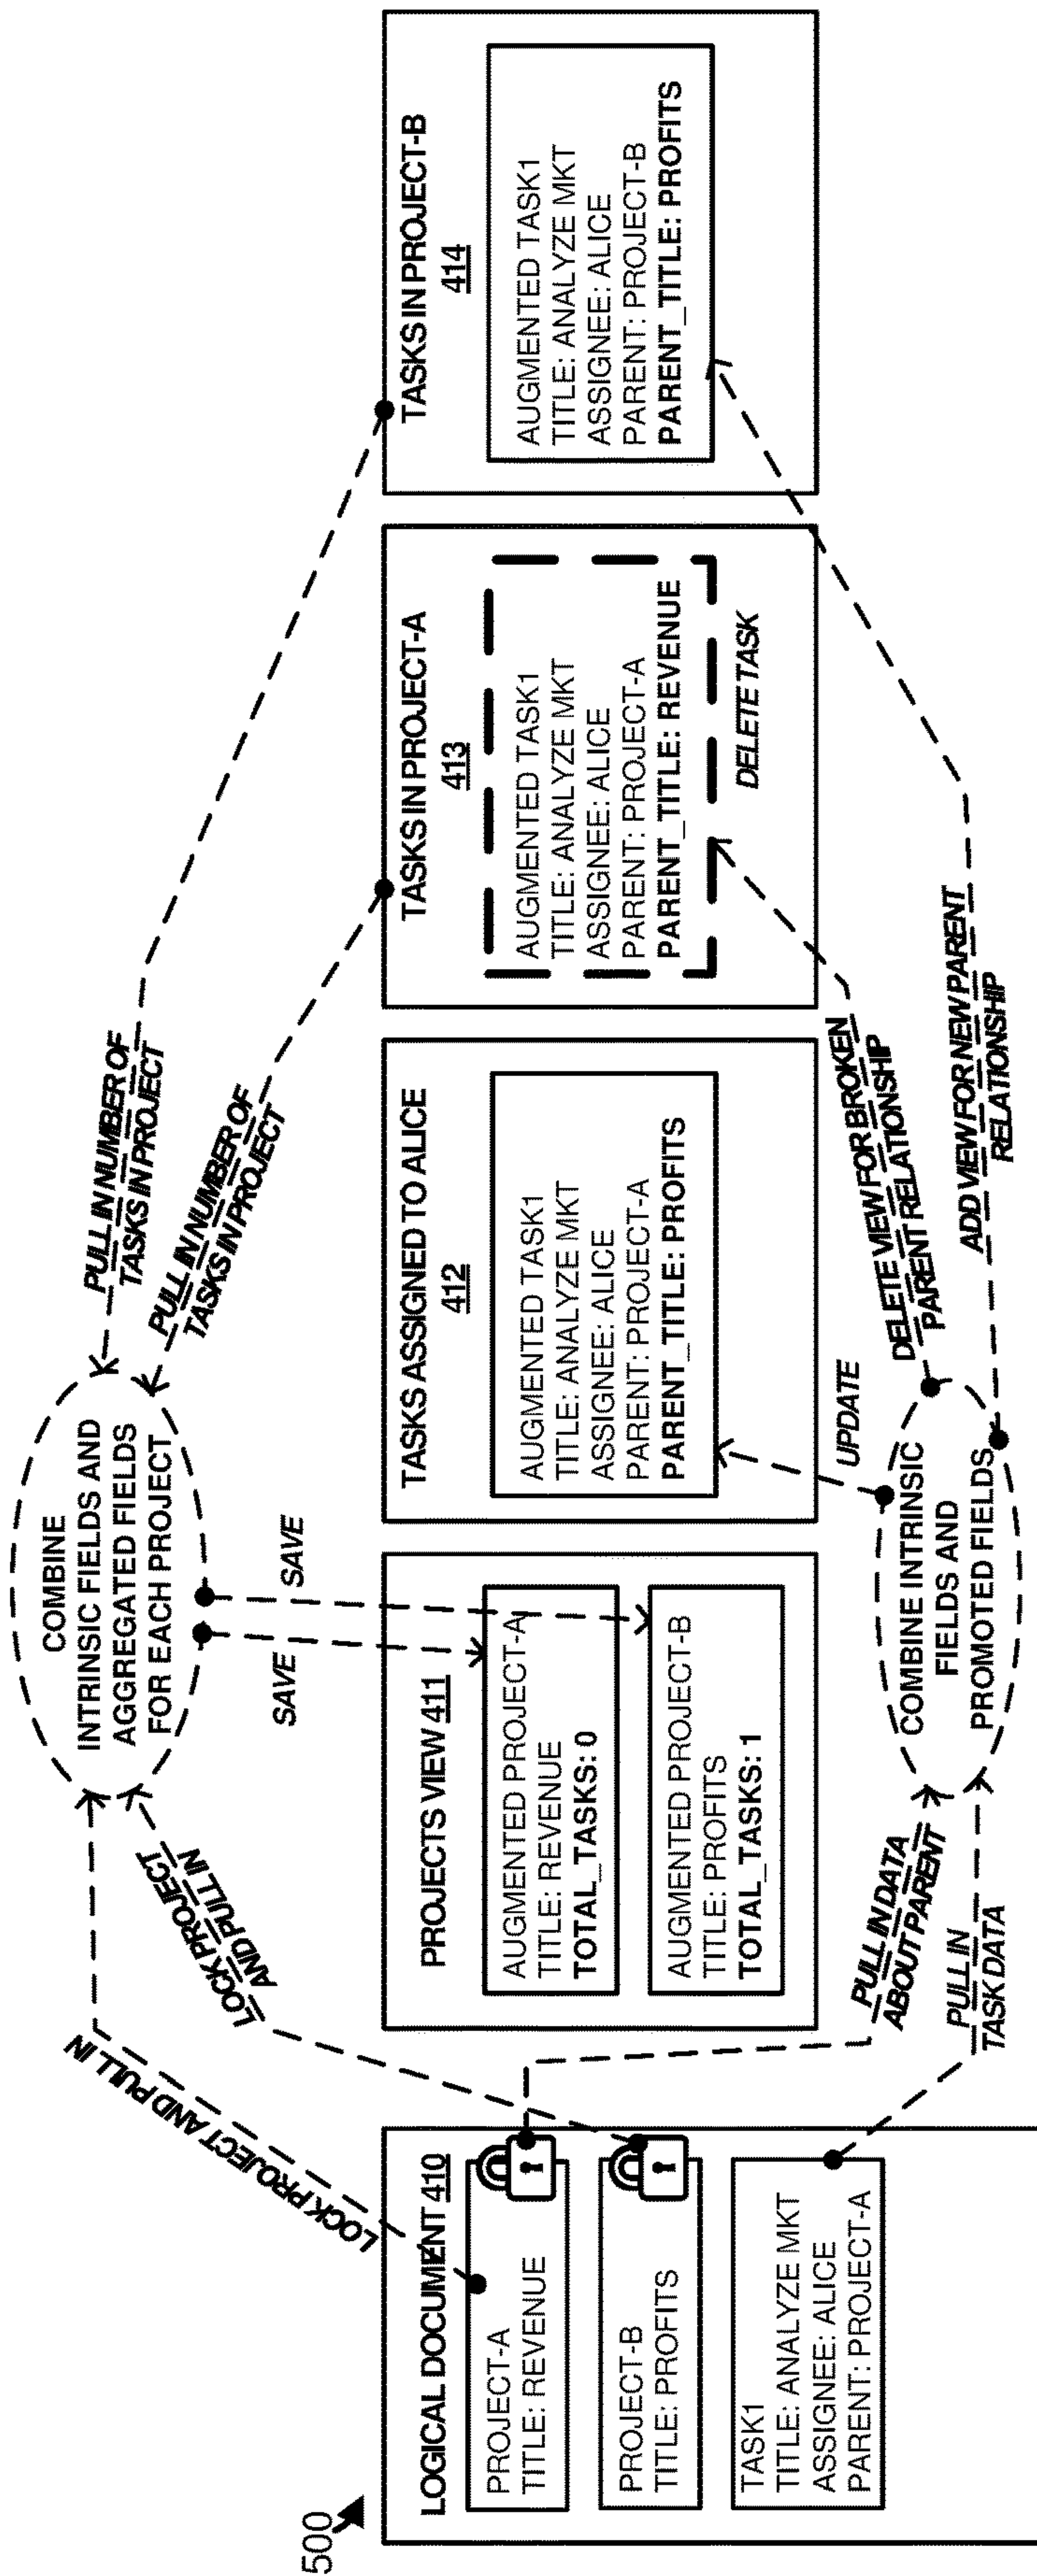 500
COMBINE
INTRINSIC FIELDS AND
AGGREGATED FIELDS
FOR EACH PROJECT
LOCK PROJECT AND PULL IN
LOCK PROJECT
AND PULL IN
SAVE
SAVE
PULL IN NUMBER OF
TASKS IN PROJECT
PULL IN NUMBER OF
TASKS IN PROJECT
LOGICAL DOCUMENT 410
PROJECT-A
TITLE: REVENUE
PROJECT-B
TITLE: PROFITS
TASK1
TITLE: ANALYZE MKT
ASSIGNEE: ALICE
PARENT: PROJECT-A
PROJECTS VIEW 411
AUGMENTED PROJECT-A
TITLE: REVENUE
TOTAL_TASKS: 0
AUGMENTED PROJECT-B
TITLE: PROFITS
TOTAL_TASKS: 1
TASKS ASSIGNED TO ALICE
412
AUGMENTED TASK1
TITLE: ANALYZE MKT
ASSIGNEE: ALICE
PARENT: PROJECT-A
PARENT_TITLE: PROFITS
TASKS IN PROJECT-A
413
AUGMENTED TASK1
TITLE: ANALYZE MKT
ASSIGNEE: ALICE
PARENT: PROJECT-A
PARENT_TITLE: REVENUE
DELETE TASK
TASKS IN PROJECT-B
414
AUGMENTED TASK1
TITLE: ANALYZE MKT
ASSIGNEE: ALICE
PARENT: PROJECT-B
PARENT_TITLE: PROFITS
PULL IN DATA
ABOUT PARENT
PULL IN
TASK DATA
COMBINE INTRINSIC
FIELDS AND
PROMOTED FIELDS
UPDATE
DELETE VIEW FOR BROKEN
PARENT RELATIONSHIP
ADD VIEW FOR NEW PARENT
RELATIONSHIP